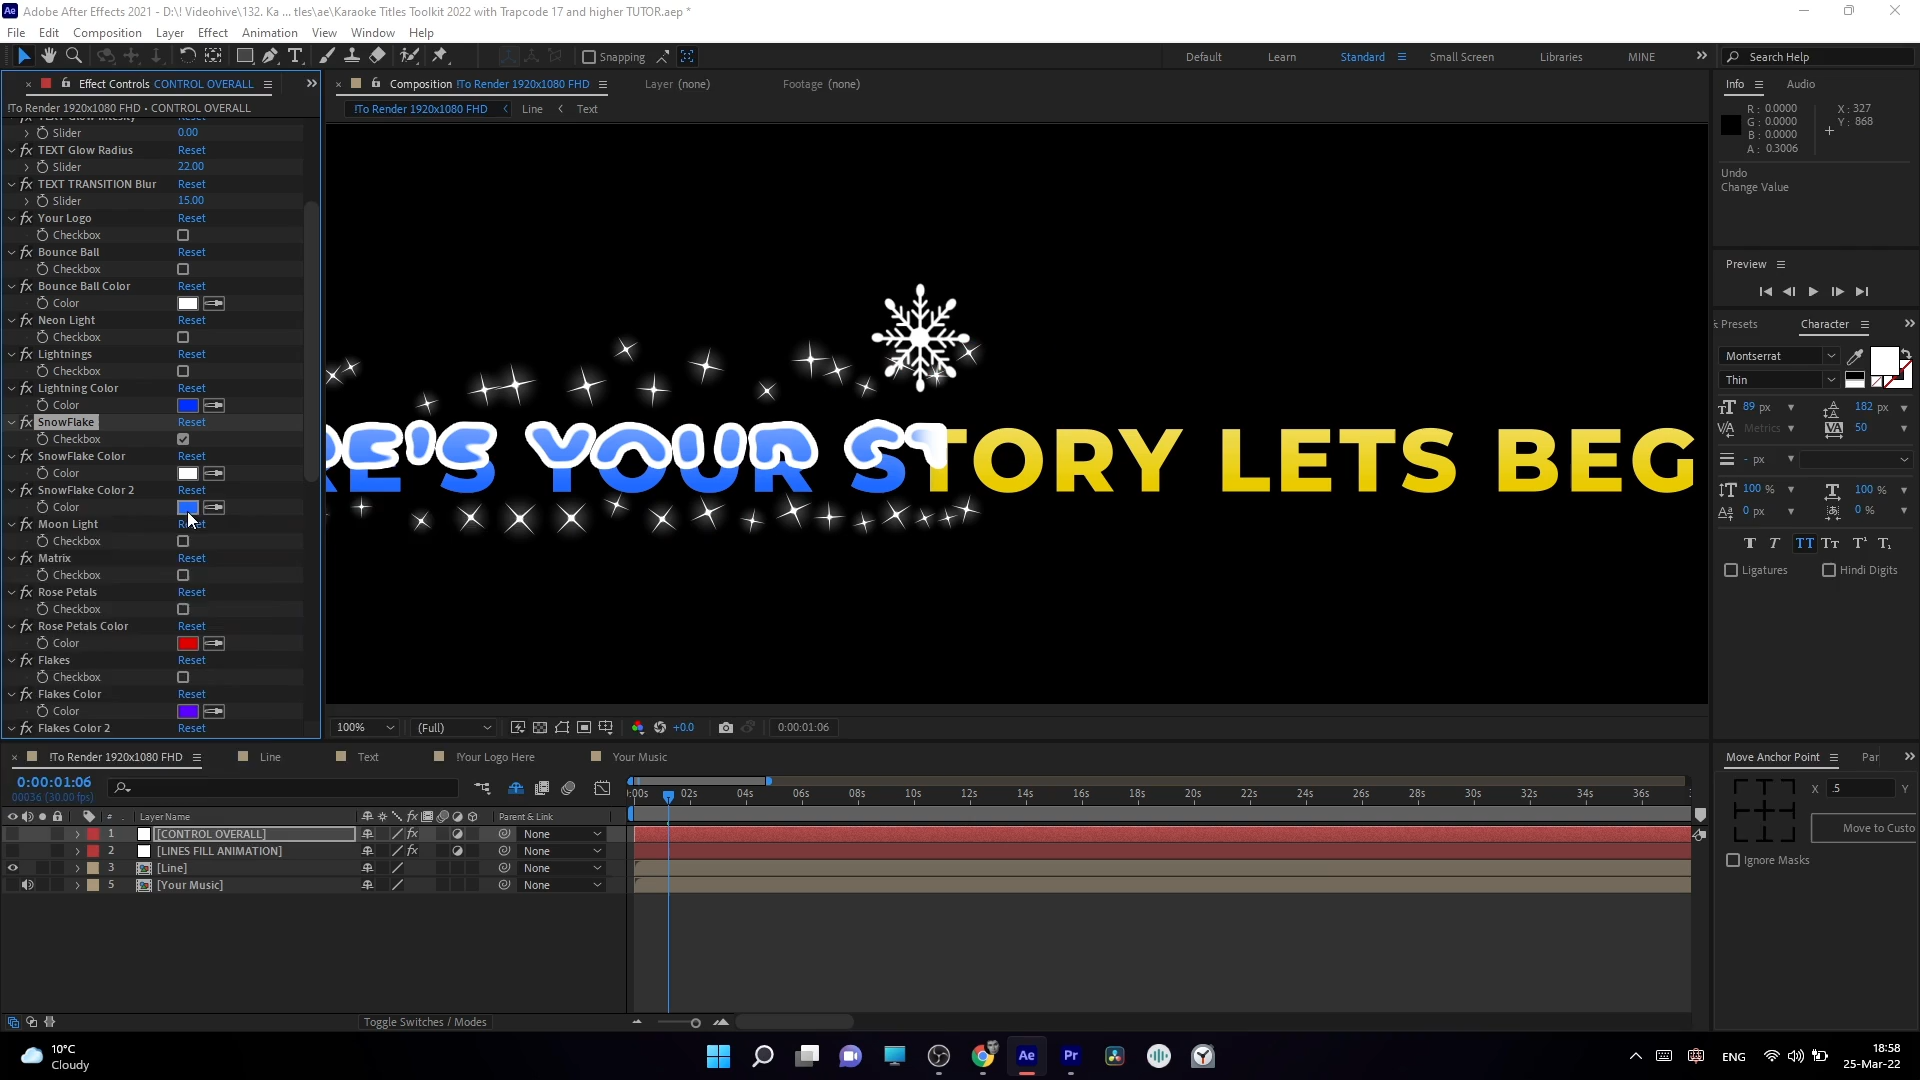 Adobe After Effects 2021 - D:\! Videohive\132. Ka ... tles\ae\Karaoke Titles Toolkit 2022 with Trapcode 17 and higher TUTOR.aep *
File Edit Composition Layer Effect Animation View Window Help
Snapping
Default Learn Standard Small Screen Libraries MINE
Search Help
Effect Controls CONTROL OVERALL
!To Render 1920x1080 FHD • CONTROL OVERALL
Slider 0.00
TEXT Glow Radius Reset
Slider 22.00
TEXT TRANSITION Blur Reset
Slider 15.00
Your Logo Reset
Checkbox
Bounce Ball Reset
Checkbox
Bounce Ball Color Reset
Color
Neon Light Reset
Checkbox
Lightnings Reset
Checkbox
Lightning Color Reset
Color
SnowFlake Reset
Checkbox
SnowFlake Color Reset
Color
SnowFlake Color 2 Reset
Color
Moon Light
Checkbox
Matrix Reset
Checkbox
Rose Petals Reset
Checkbox
Rose Petals Color Reset
Color
Flakes Reset
Checkbox
Flakes Color Reset
Color
Flakes Color 2 Reset
Composition !To Render 1920x1080 FHD
Layer (none)
Footage (none)
!To Render 1920x1080 FHD Line Text
RE'S YOUR STORY LETS BEG
100% (Full) +0.0 0:00:01:06
Info Audio
R: 0.0000
G: 0.0000
B: 0.0000
A: 0.3006
X: 327
Y: 868
Undo
Change Value
Preview
Presets Character
Montserrat
Thin
89 px 182 px
Metrics 50
- px
100 % 100 %
0 px 0 %
T T TT Tt T¹ T₁
Ligatures Hindi Digits
!To Render 1920x1080 FHD Line Text !Your Logo Here Your Music
0:00:01:06
00036 (30.00 fps)
:00s 02s 04s 06s 08s 10s 12s 14s 16s 18s 20s 22s 24s 26s 28s 30s 32s 34s 36s
# Layer Name Parent & Link
1 [CONTROL OVERALL] None
2 [LINES FILL ANIMATION] None
3 [Line] None
5 [Your Music] None
Toggle Switches / Modes
Move Anchor Point Par
X .5 Y
Move to Custo
Ignore Masks
10°C
Cloudy
Ae Pr
ENG
18:58
25-Mar-22